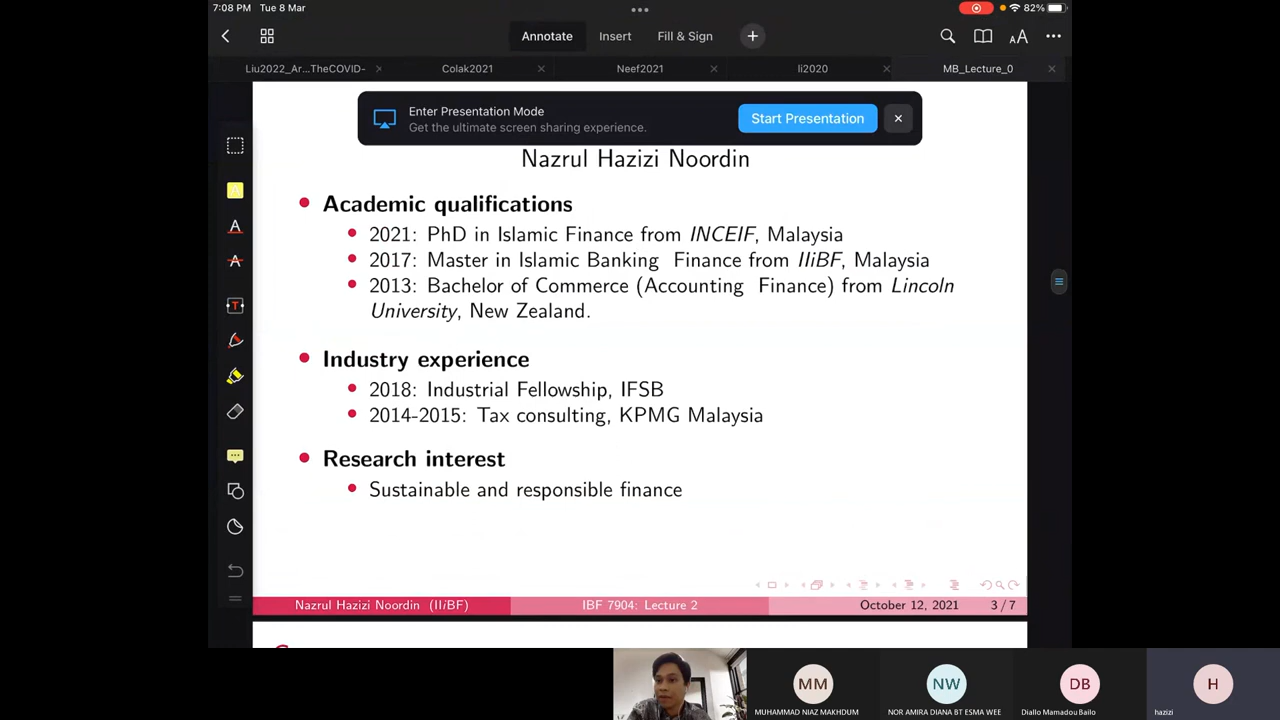 7:08 PM Tue 8 Mar
82%
Annotate Insert Fill & Sign
AA
Liu2022_Ar...TheCOVID- Colak2021 Neef2021 li2020 MB_Lecture_0
Enter Presentation Mode
Get the ultimate screen sharing experience.
Start Presentation
Nazrul Hazizi Noordin
Academic qualifications
2021: PhD in Islamic Finance from INCEIF, Malaysia
2017: Master in Islamic Banking Finance from IIiBF, Malaysia
2013: Bachelor of Commerce (Accounting Finance) from Lincoln
University, New Zealand.
Industry experience
2018: Industrial Fellowship, IFSB
2014-2015: Tax consulting, KPMG Malaysia
Research interest
Sustainable and responsible finance
Nazrul Hazizi Noordin (IIiBF) IBF 7904: Lecture 2 October 12, 2021 3 / 7
MM NW DB H
MUHAMMAD NIAZ MAKHDUM NOR AMIRA DIANA BT ESMA WEE Diallo Mamadou Bailo hazizi